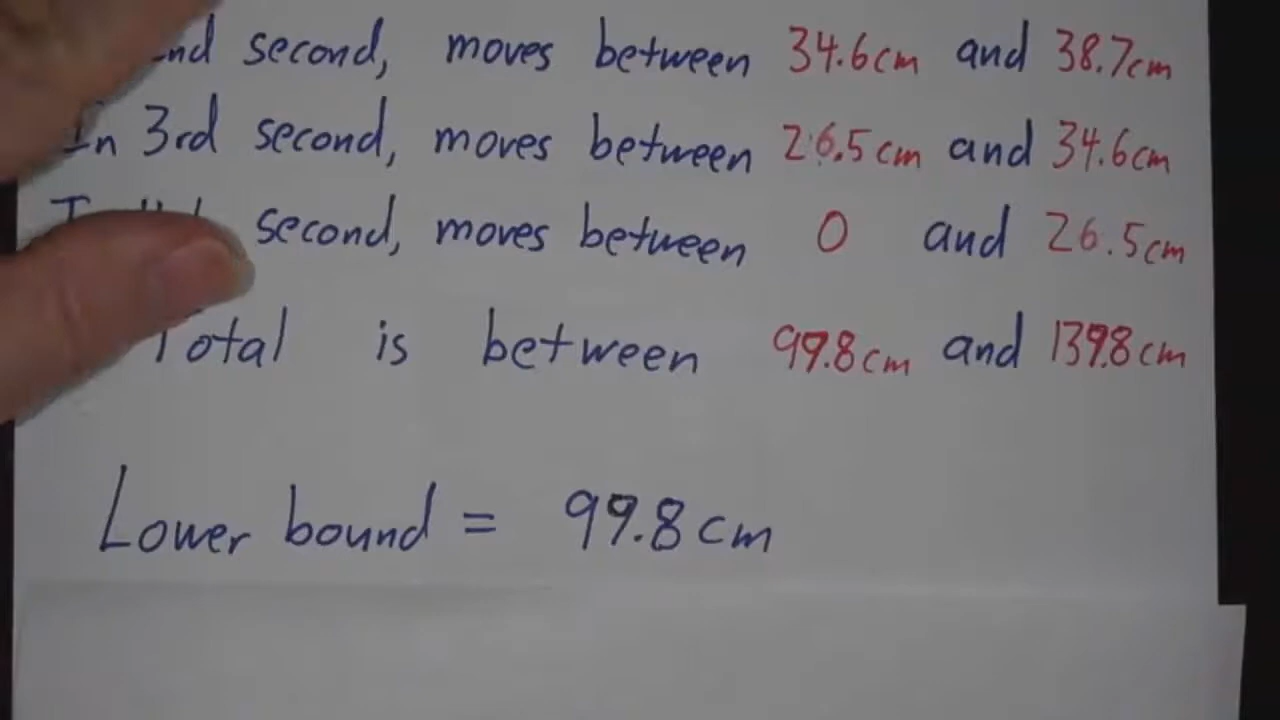 second, moves between 34.6cm and 38.7cm
In 3rd second, moves between 26.5cm and 34.6cm
second, moves between 0 and 26.5cm
Total is between 99.8cm and 139.8cm
Lower bound = 99.8cm